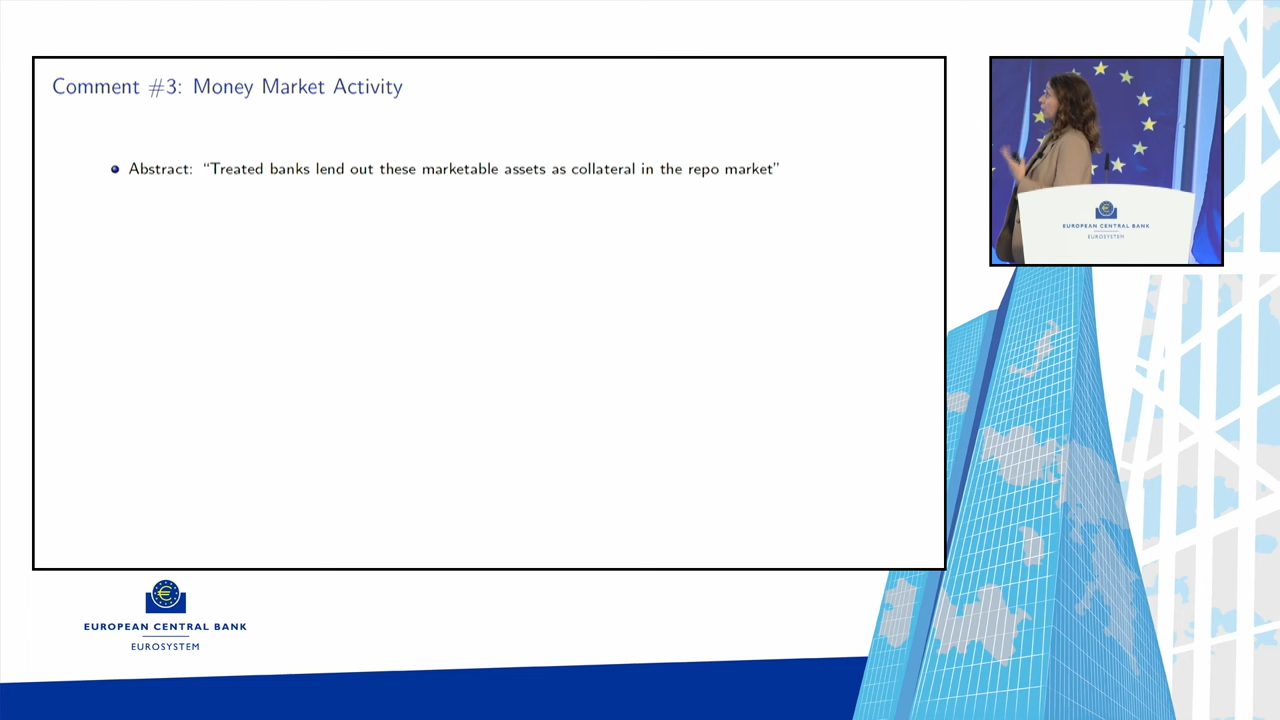 Comment #3: Money Market Activity
Abstract: “Treated banks lend out these marketable assets as collateral in the repo market”
EUROPEAN CENTRAL BANK
EUROSYSTEM
EUROPEAN CENTRAL BANK
EUROSYSTEM